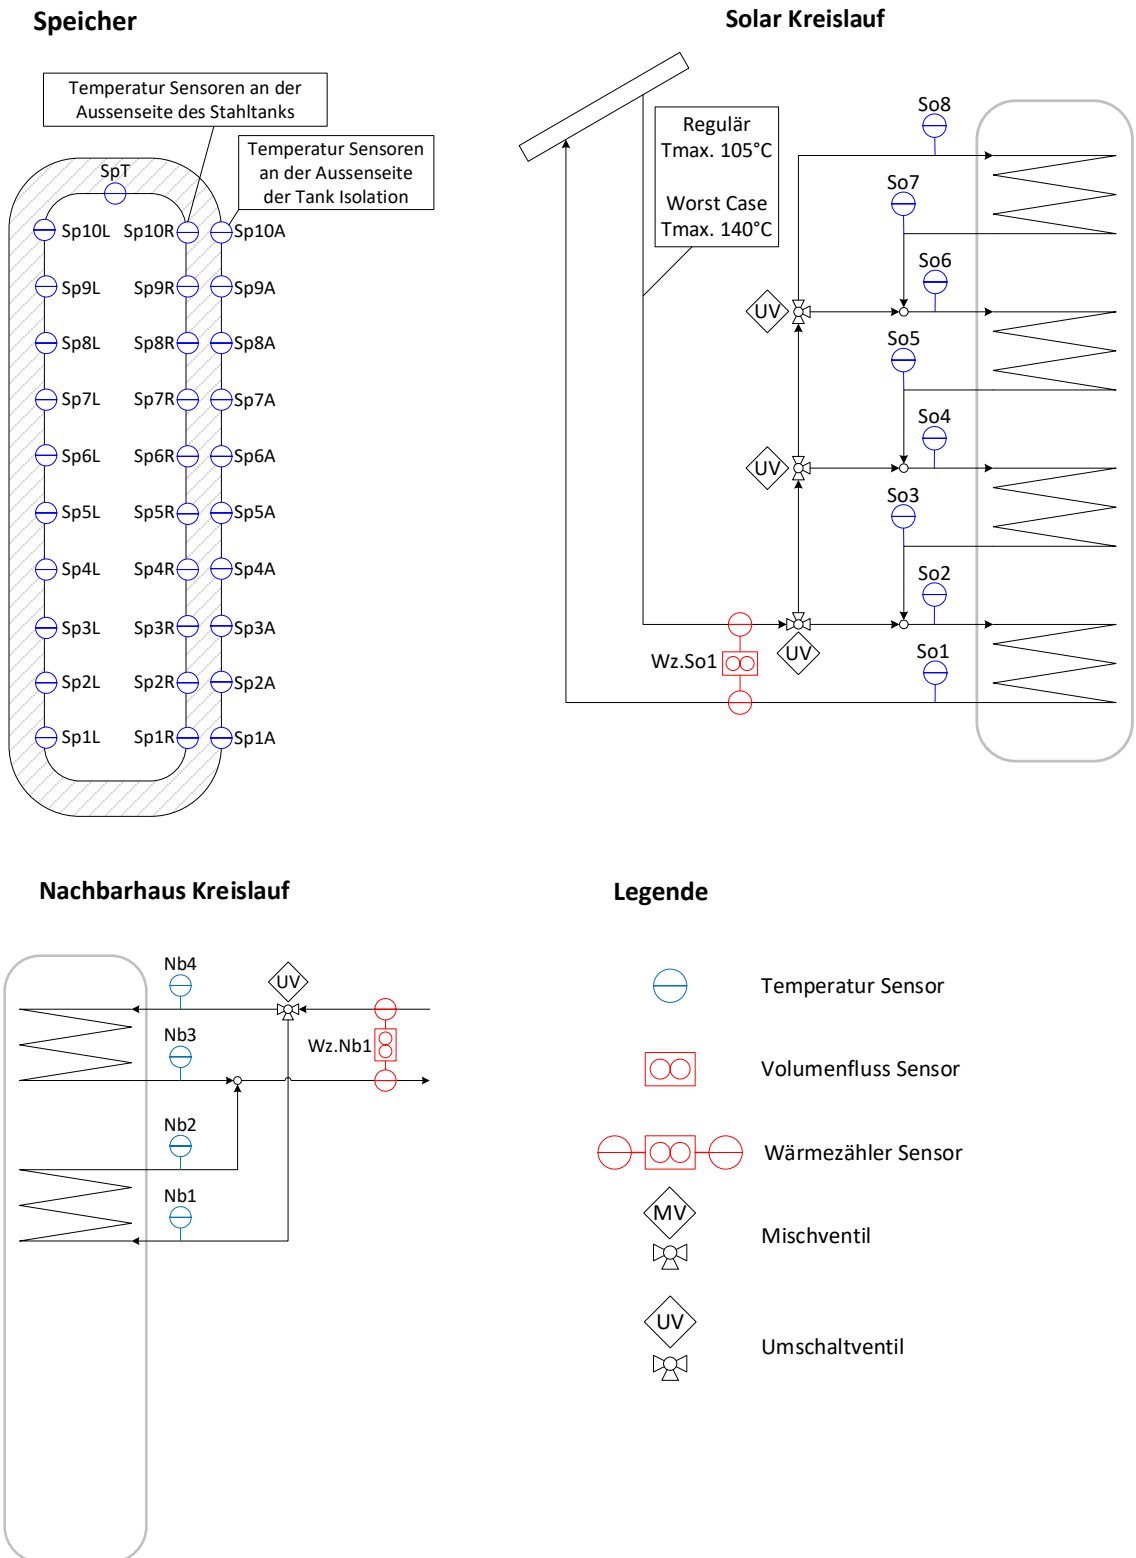 Speicher
Temperatur Sensoren an der
Aussenseite des Stahltanks
Temperatur Sensoren
an der Aussenseite
der Tank Isolation
SpT
Sp10L Sp10R Sp10A
Sp9L Sp9R Sp9A
Sp8L Sp8R Sp8A
Sp7L Sp7R Sp7A
Sp6L Sp6R Sp6A
Sp5L Sp5R Sp5A
Sp4L Sp4R Sp4A
Sp3L Sp3R Sp3A
Sp2L Sp2R Sp2A
Sp1L Sp1R Sp1A
Solar Kreislauf
Regulär
Tmax. 105°C
Worst Case
Tmax. 140°C
So8
So7
So6
UV
So5
So4
UV
So3
So2
UV
Wz.So1
So1
Nachbarhaus Kreislauf
Nb4
UV
Nb3
Wz.Nb1
Nb2
Nb1
Legende
Temperatur Sensor
Volumenfluss Sensor
Wärmezähler Sensor
MV
Mischventil
UV
Umschaltventil